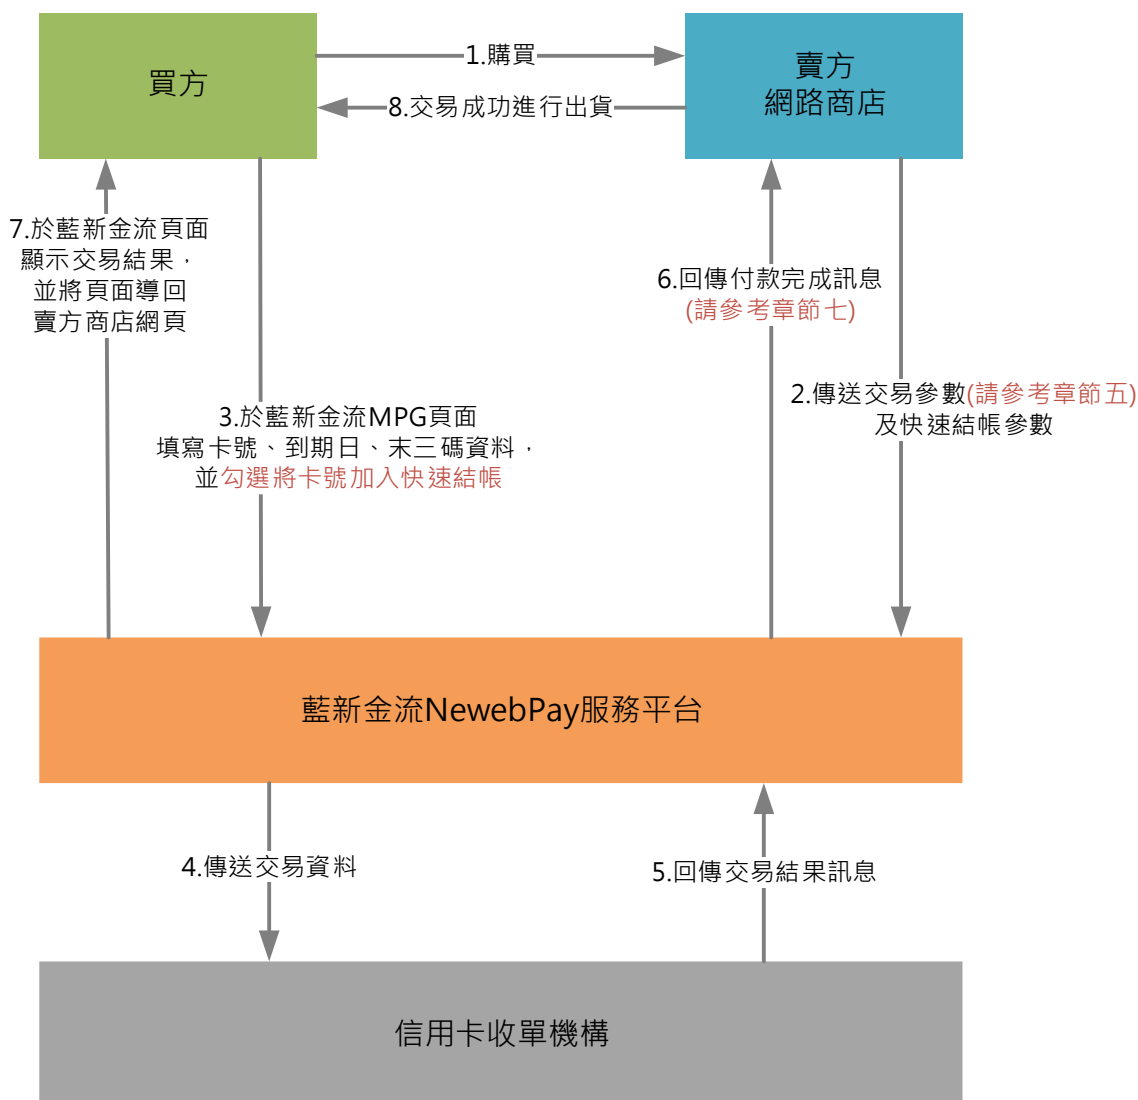 買方
1.購買
賣方
網路商店
8.交易成功進行出貨
7.於藍新金流頁面
顯示交易結果，
並將頁面導回
賣方商店網頁
6.回傳付款完成訊息
(請參考章節七)
2.傳送交易參數(請參考章節五)
及快速結帳參數
3.於藍新金流MPG頁面
填寫卡號、到期日、末三碼資料，
並勾選將卡號加入快速結帳
藍新金流NewebPay服務平台
4.傳送交易資料
5.回傳交易結果訊息
信用卡收單機構